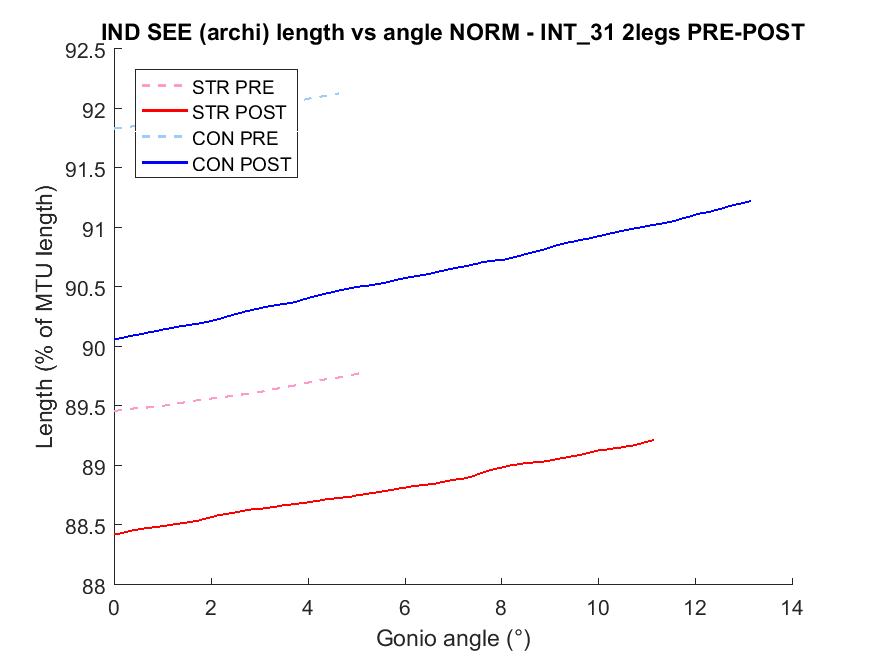 IND SEE (archi) length vs angle NORM - INT_31 2legs PRE-POST
92.5
92
91.5
91
90.5
90
89.5
89
88.5
88
Length (% of MTU length)
STR PRE
STR POST
CON PRE
CON POST
0 2 4 6 8 10 12 14
Gonio angle (°)